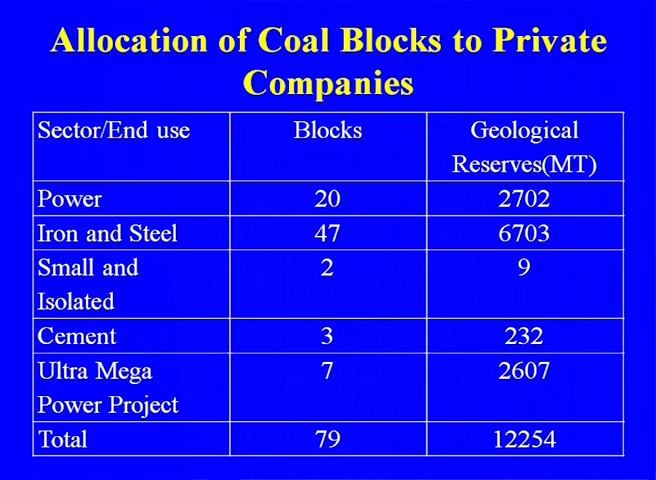 Allocation of Coal Blocks to Private
Companies
Sector/End use Blocks Geological
Reserves(MT)
Power 20 2702
Iron and Steel 47 6703
Small and 2 9
Isolated
Cement 3 232
Ultra Mega 7 2607
Power Project
Total 79 12254